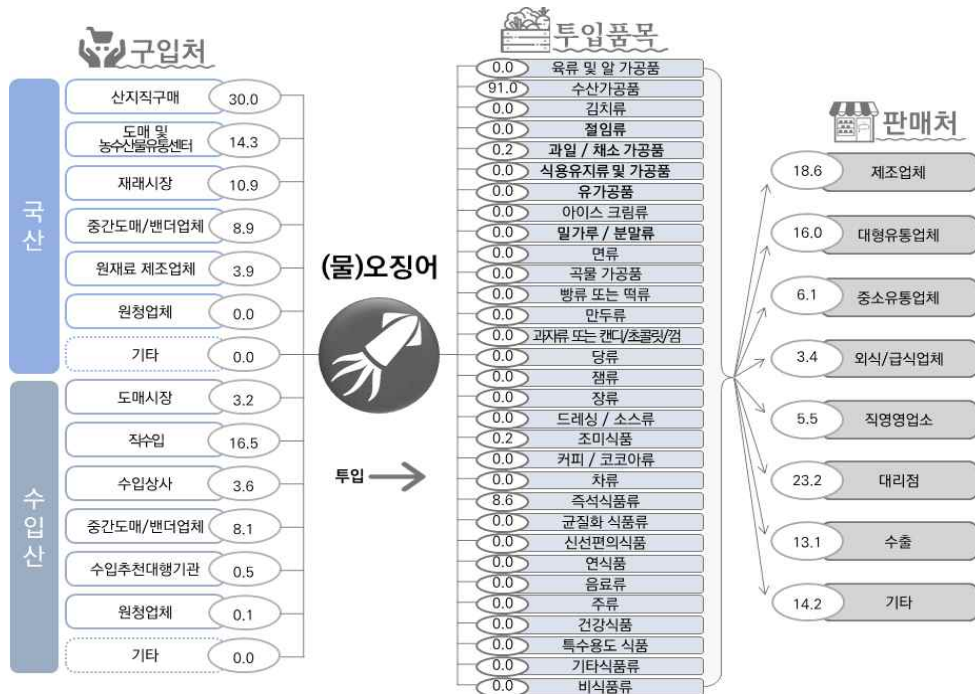 구입처
국산
산지직구매 30.0
도매 및
농수산물유통센터 14.3
재래시장 10.9
중간도매/밴더업체 8.9
원재료 제조업체 3.9
원청업체 0.0
기타 0.0
수입산
도매시장 3.2
직수입 16.5
수입상사 3.6
중간도매/밴더업체 8.1
수입추천대행기관 0.5
원청업체 0.1
기타 0.0
(물)오징어
투입
투입품목
0.0 육류 및 알 가공품
91.0 수산가공품
0.0 김치류
0.0 절임류
0.2 과일 / 채소 가공품
0.0 식용유지류 및 가공품
0.0 유가공품
0.0 아이스 크림류
0.0 밀가루 / 분말류
0.0 면류
0.0 곡물 가공품
0.0 빵류 또는 떡류
0.0 만두류
0.0 과자류 또는 캔디/초콜릿/껌
0.0 당류
0.0 잼류
0.0 장류
0.0 드레싱 / 소스류
0.2 조미식품
0.0 커피 / 코코아류
0.0 차류
8.6 즉석식품류
0.0 균질화 식품류
0.0 신선편의식품
0.0 연식품
0.0 음료류
0.0 주류
0.0 건강식품
0.0 특수용도 식품
0.0 기타식품류
0.0 비식품류
판매처
18.6 제조업체
16.0 대형유통업체
6.1 중소유통업체
3.4 외식/급식업체
5.5 직영영업소
23.2 대리점
13.1 수출
14.2 기타